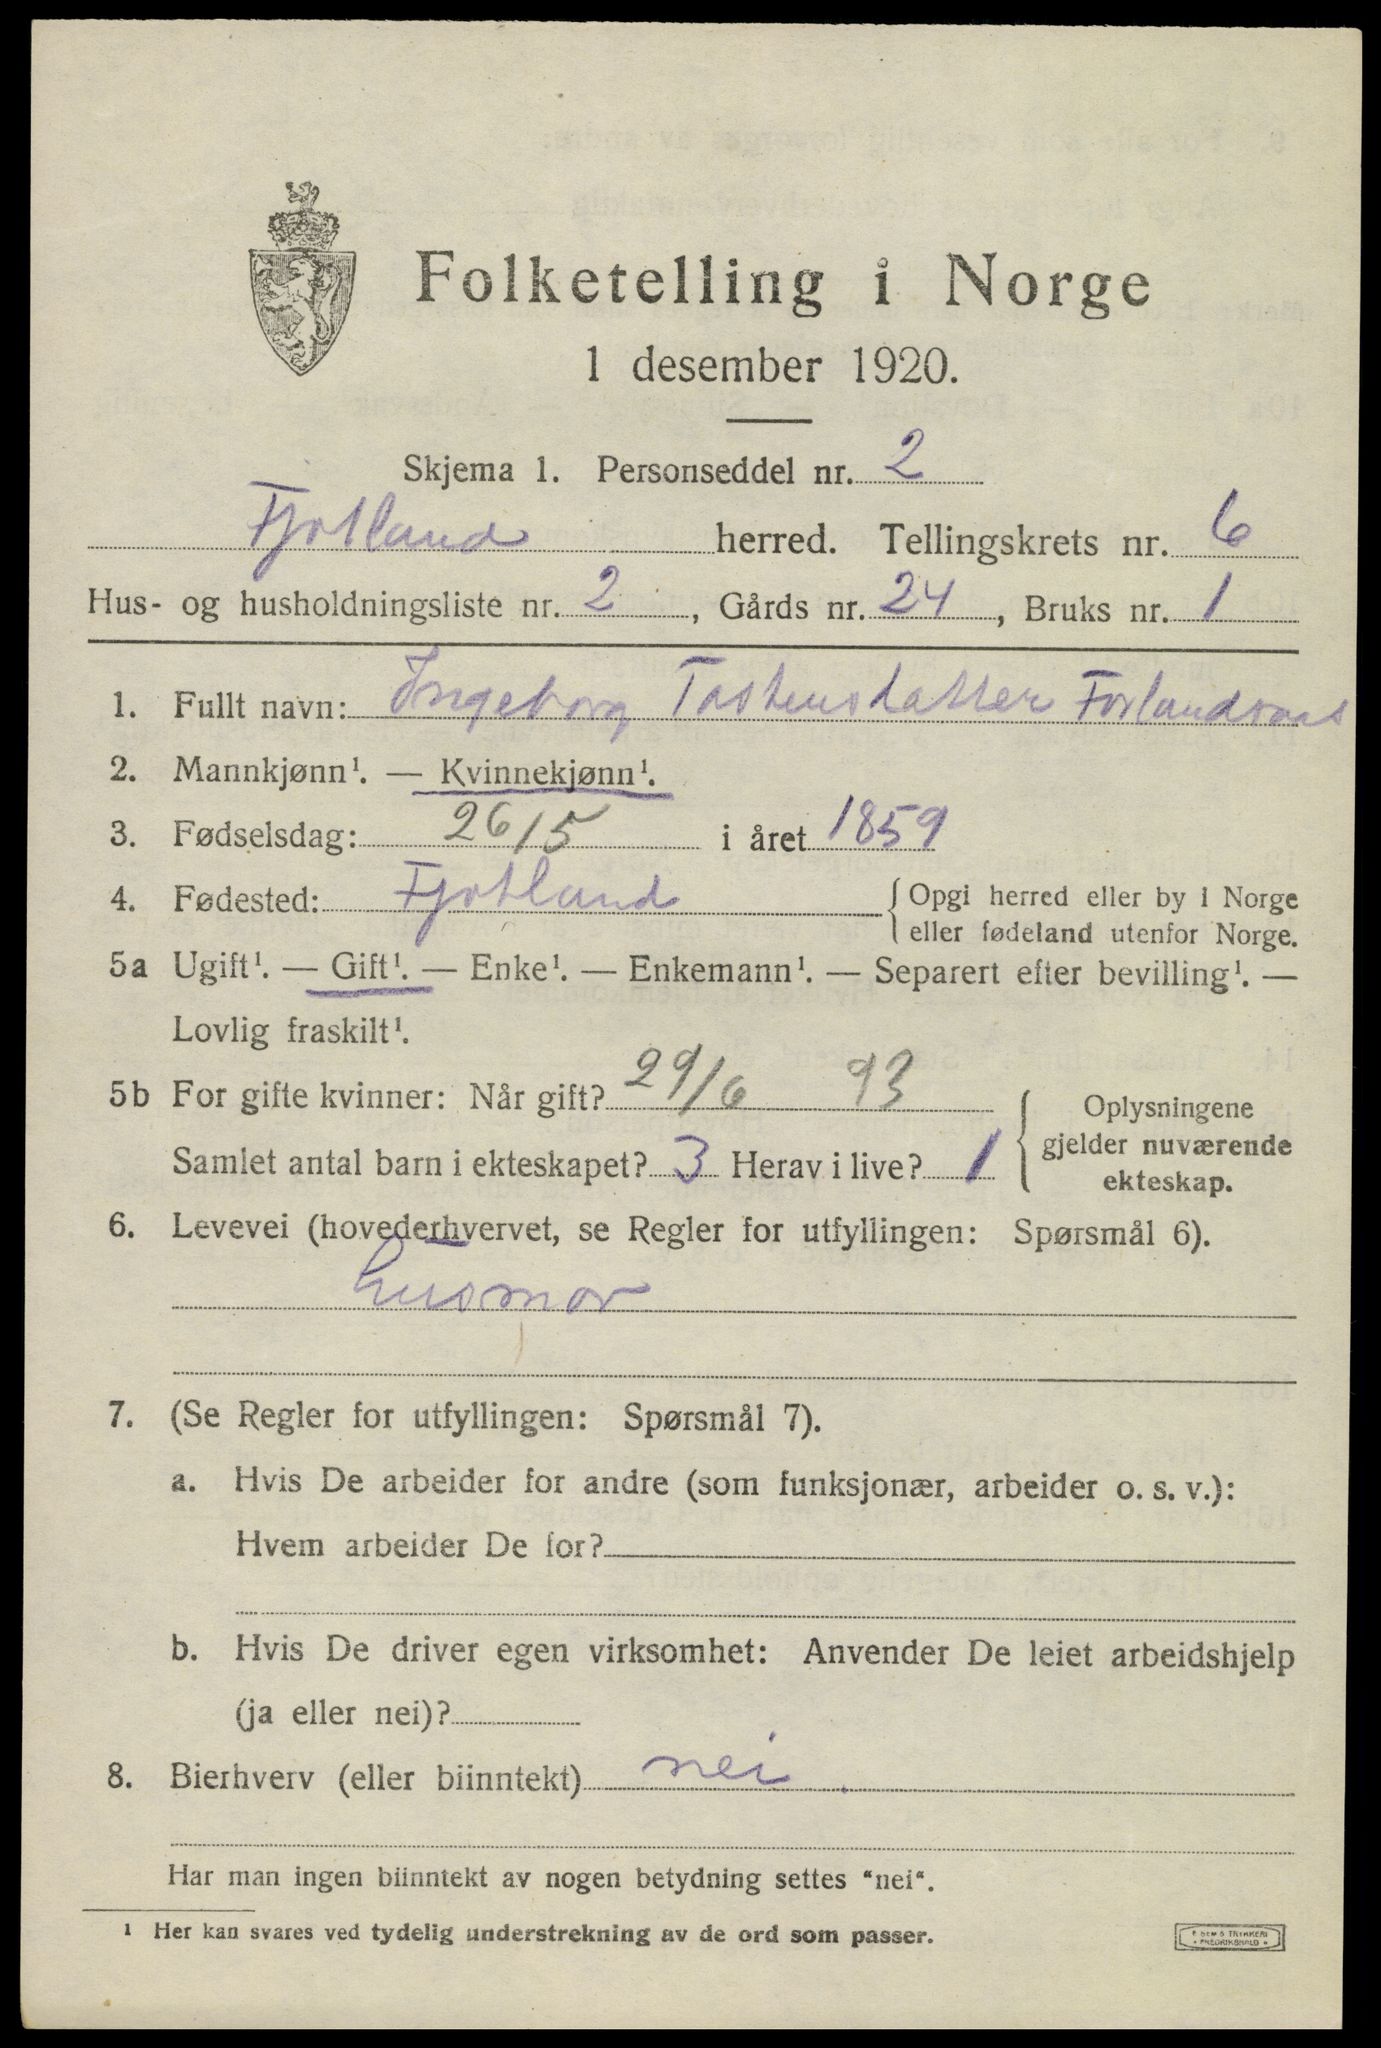 Folketelling i Norge
1 desember 1920.
Skjema 1. Personseddel nr. 2
Fjotland herred. Tellingskrets nr. 6
Hus- og husholdningsliste nr. 2, Gårds nr. 24, Bruks nr. 1
1. Fullt navn: Ingeborg Tostensdatter
2. Mannkjønn¹. — Kvinnekjønn¹.
3. Fødselsdag: 26/5 i året 1859
4. Fødested: Fjotland { Opgi herred eller by i Norge
eller fødeland utenfor Norge.
5a Ugift¹. — Gift¹. — Enke¹. — Enkemann¹. — Separert efter bevilling¹. —
Lovlig fraskilt¹.
5b For gifte kvinner: Når gift? 29/6 93
Samlet antal barn i ekteskapet? 3 Herav i live? 1
{ Oplysningene
gjelder nuværende
ekteskap.
6. Levevei (hovederhvervet, se Regler for utfyllingen: Spørsmål 6).
Husmor
7. (Se Regler for utfyllingen: Spørsmål 7).
a. Hvis De arbeider for andre (som funksjonær, arbeider o. s. v.):
Hvem arbeider De for?
b. Hvis De driver egen virksomhet: Anvender De leiet arbeidshjelp
(ja eller nei)?
8. Bierhverv (eller biinntekt) nei.
Har man ingen biinntekt av nogen betydning settes "nei".
¹ Her kan svares ved tydelig understrekning av de ord som passer.
TRYKKERI
FREDRIKSHALD